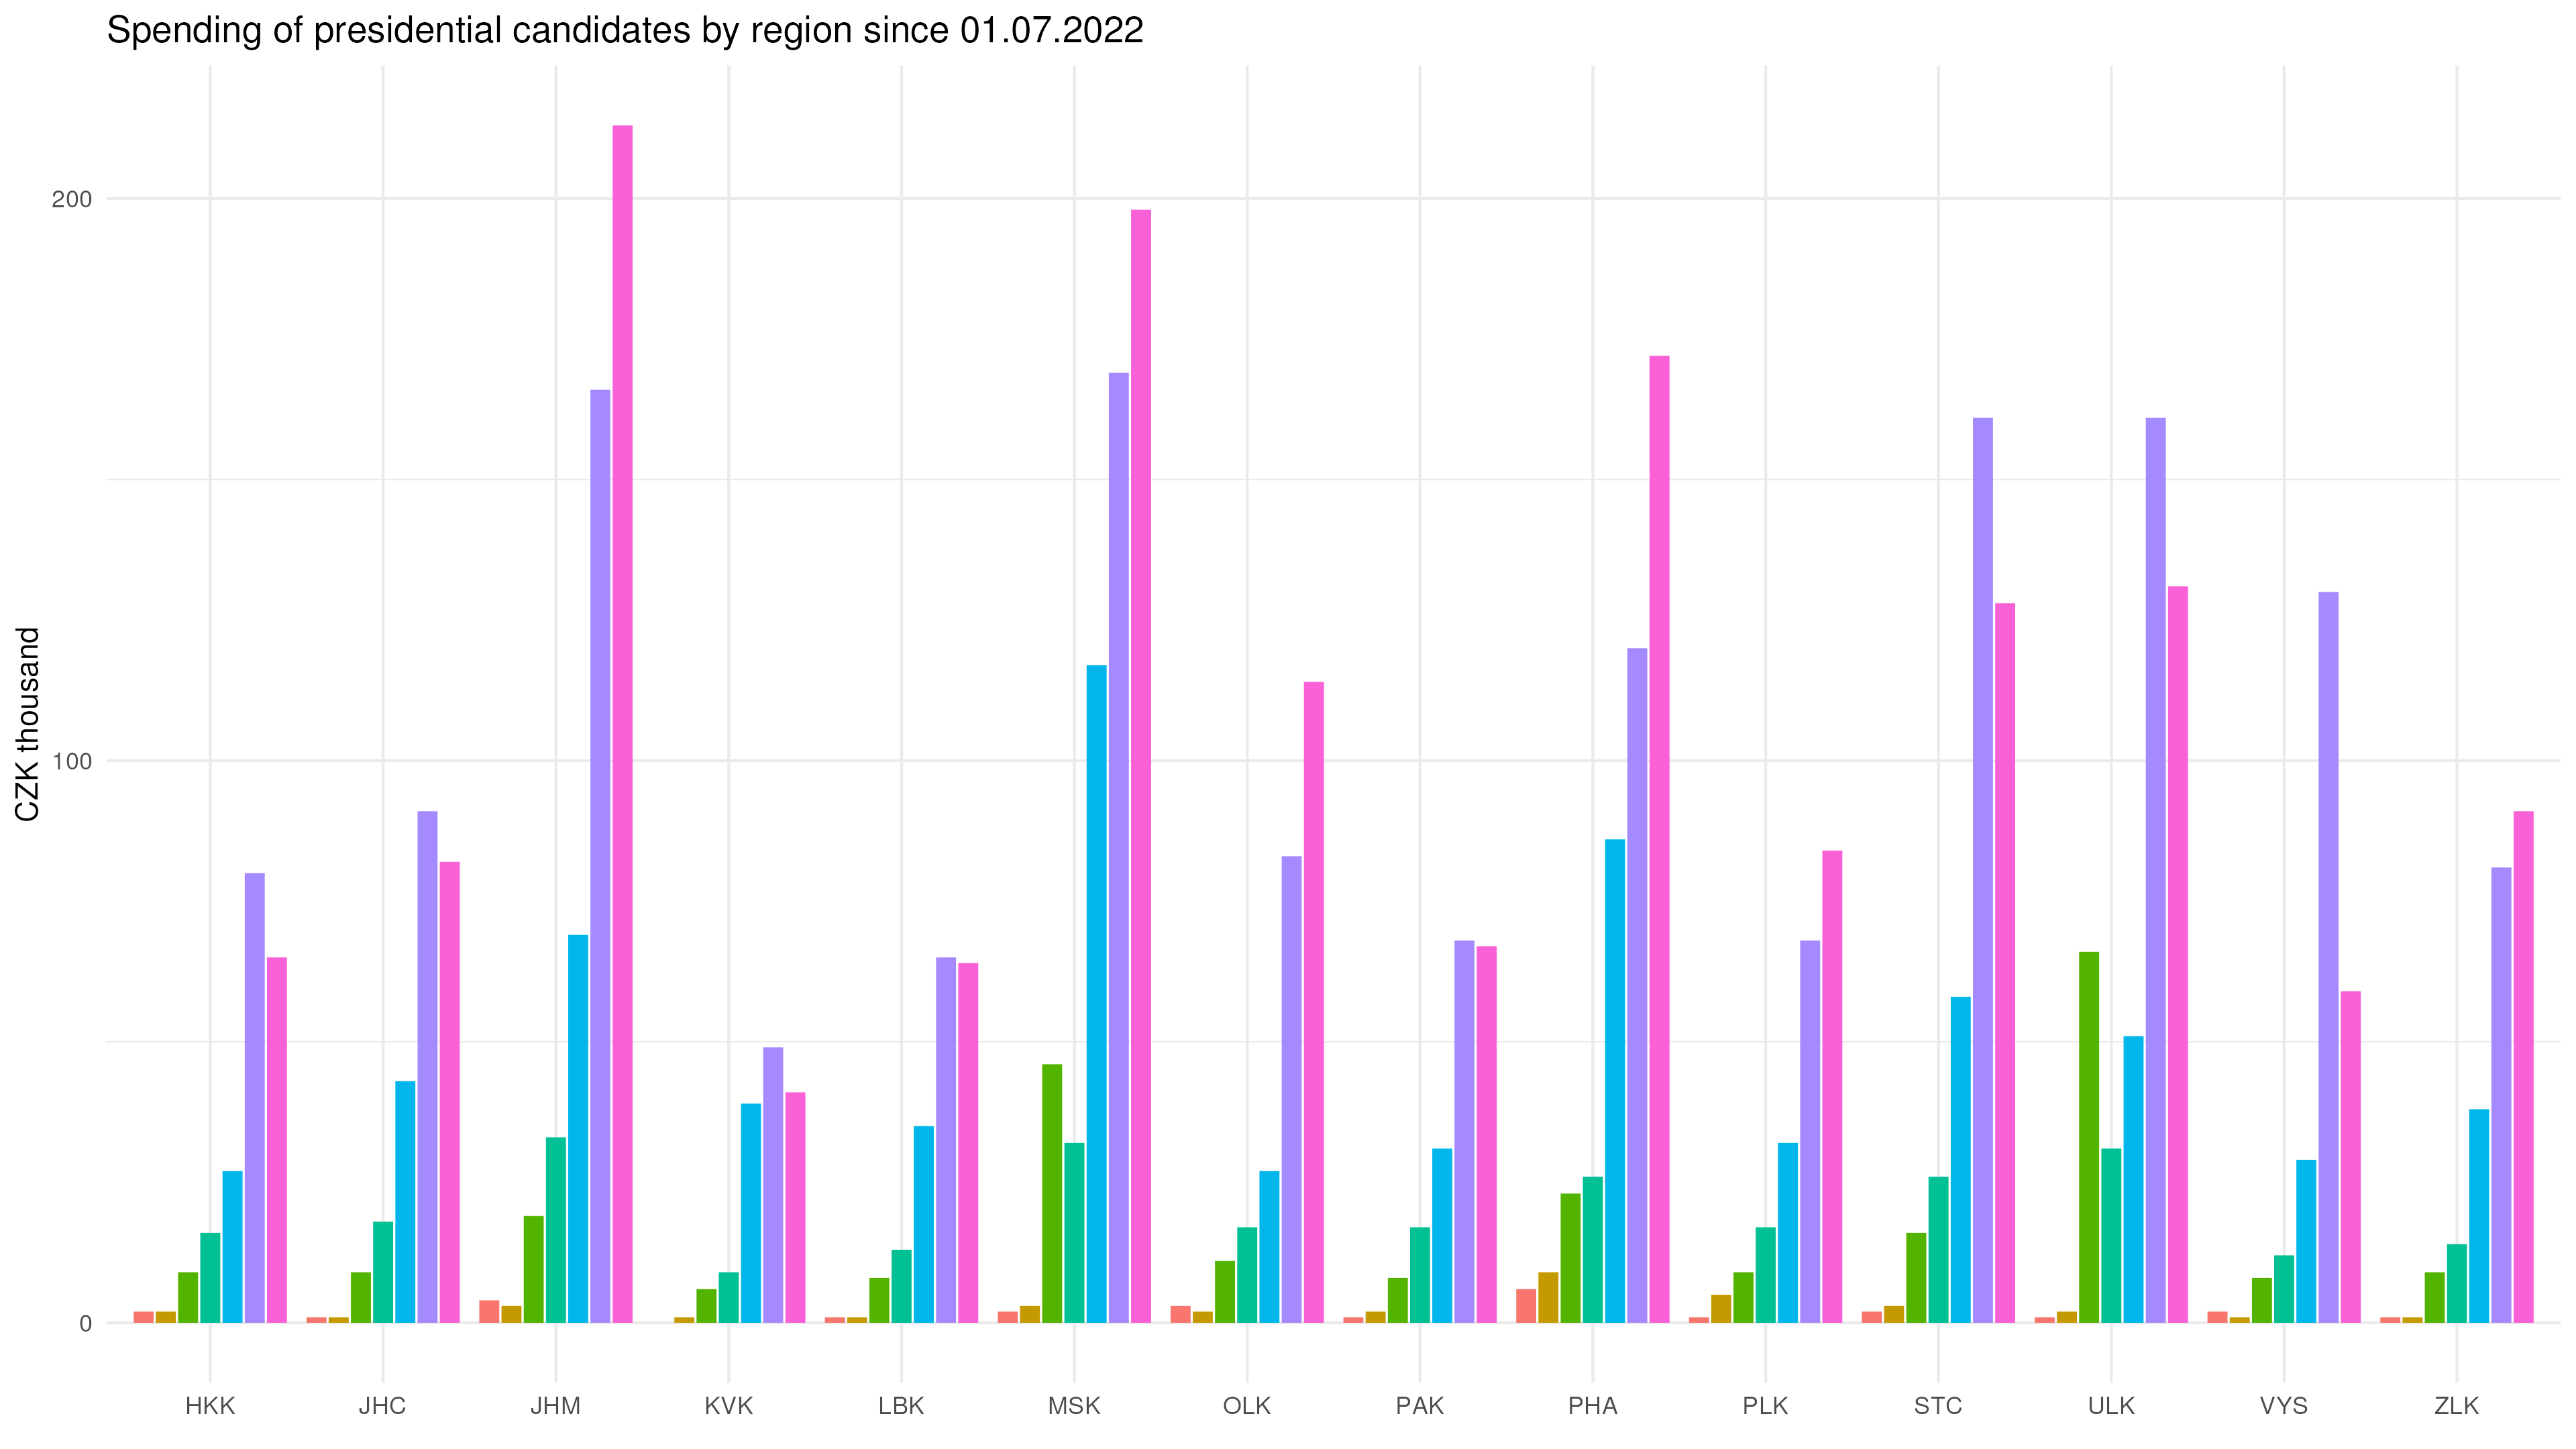 Spending of presidential candidates by region since 01.07.2022
CZK thousand
200
100
0
HKK JHC JHM KVK LBK MSK OLK PAK PHA PLK STC ULK VYS ZLK